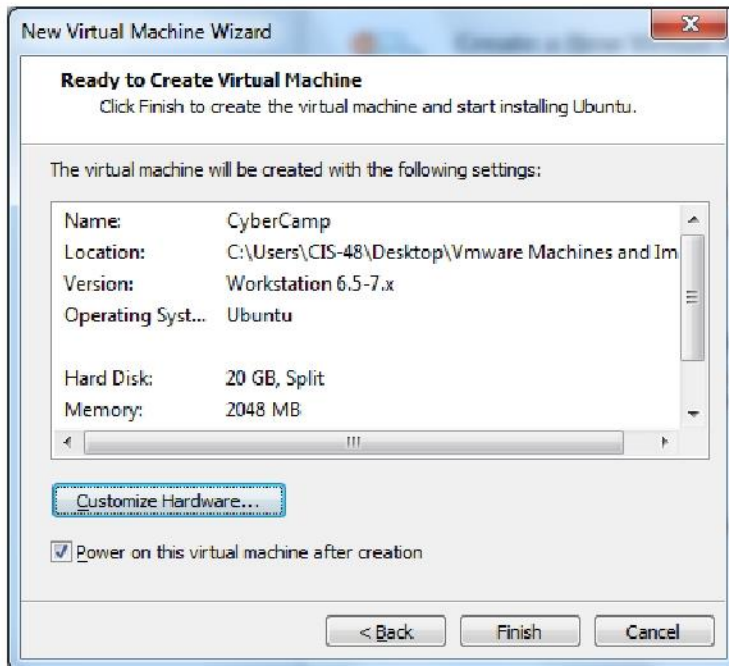 New Virtual Machine Wizard
Ready to Create Virtual Machine
Click Finish to create the virtual machine and start installing Ubuntu.
The virtual machine will be created with the following settings:
Name: CyberCamp
Location: C:\Users\CIS-48\Desktop\Vmware Machines and Im
Version: Workstation 6.5-7.x
Operating Syst... Ubuntu
Hard Disk: 20 GB, Split
Memory: 2048 MB
Customize Hardware...
Power on this virtual machine after creation
< Back Finish Cancel